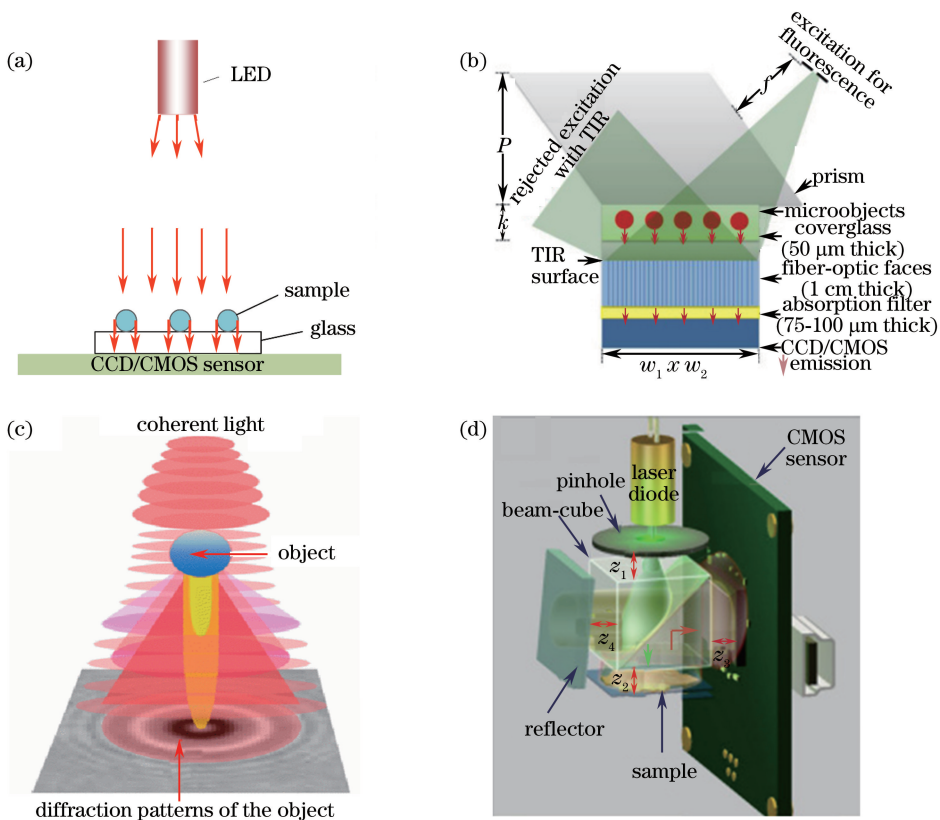 (a)
LED
sample
glass
CCD/CMOS sensor
(b)
excitation for
fluorescence
f
rejected excitation
with TIR
P
k
prism
microobjects
coverglass
(50 μm thick)
TIR
surface
fiber-optic faces
(1 cm thick)
absorption filter
(75-100 μm thick)
CCD/CMOS
w₁ x w₂
emission
(c)
coherent light
object
diffraction patterns of the object
(d)
CMOS
sensor
laser
diode
pinhole
beam-cube
z₁
z₄
z₃
z₂
reflector
sample